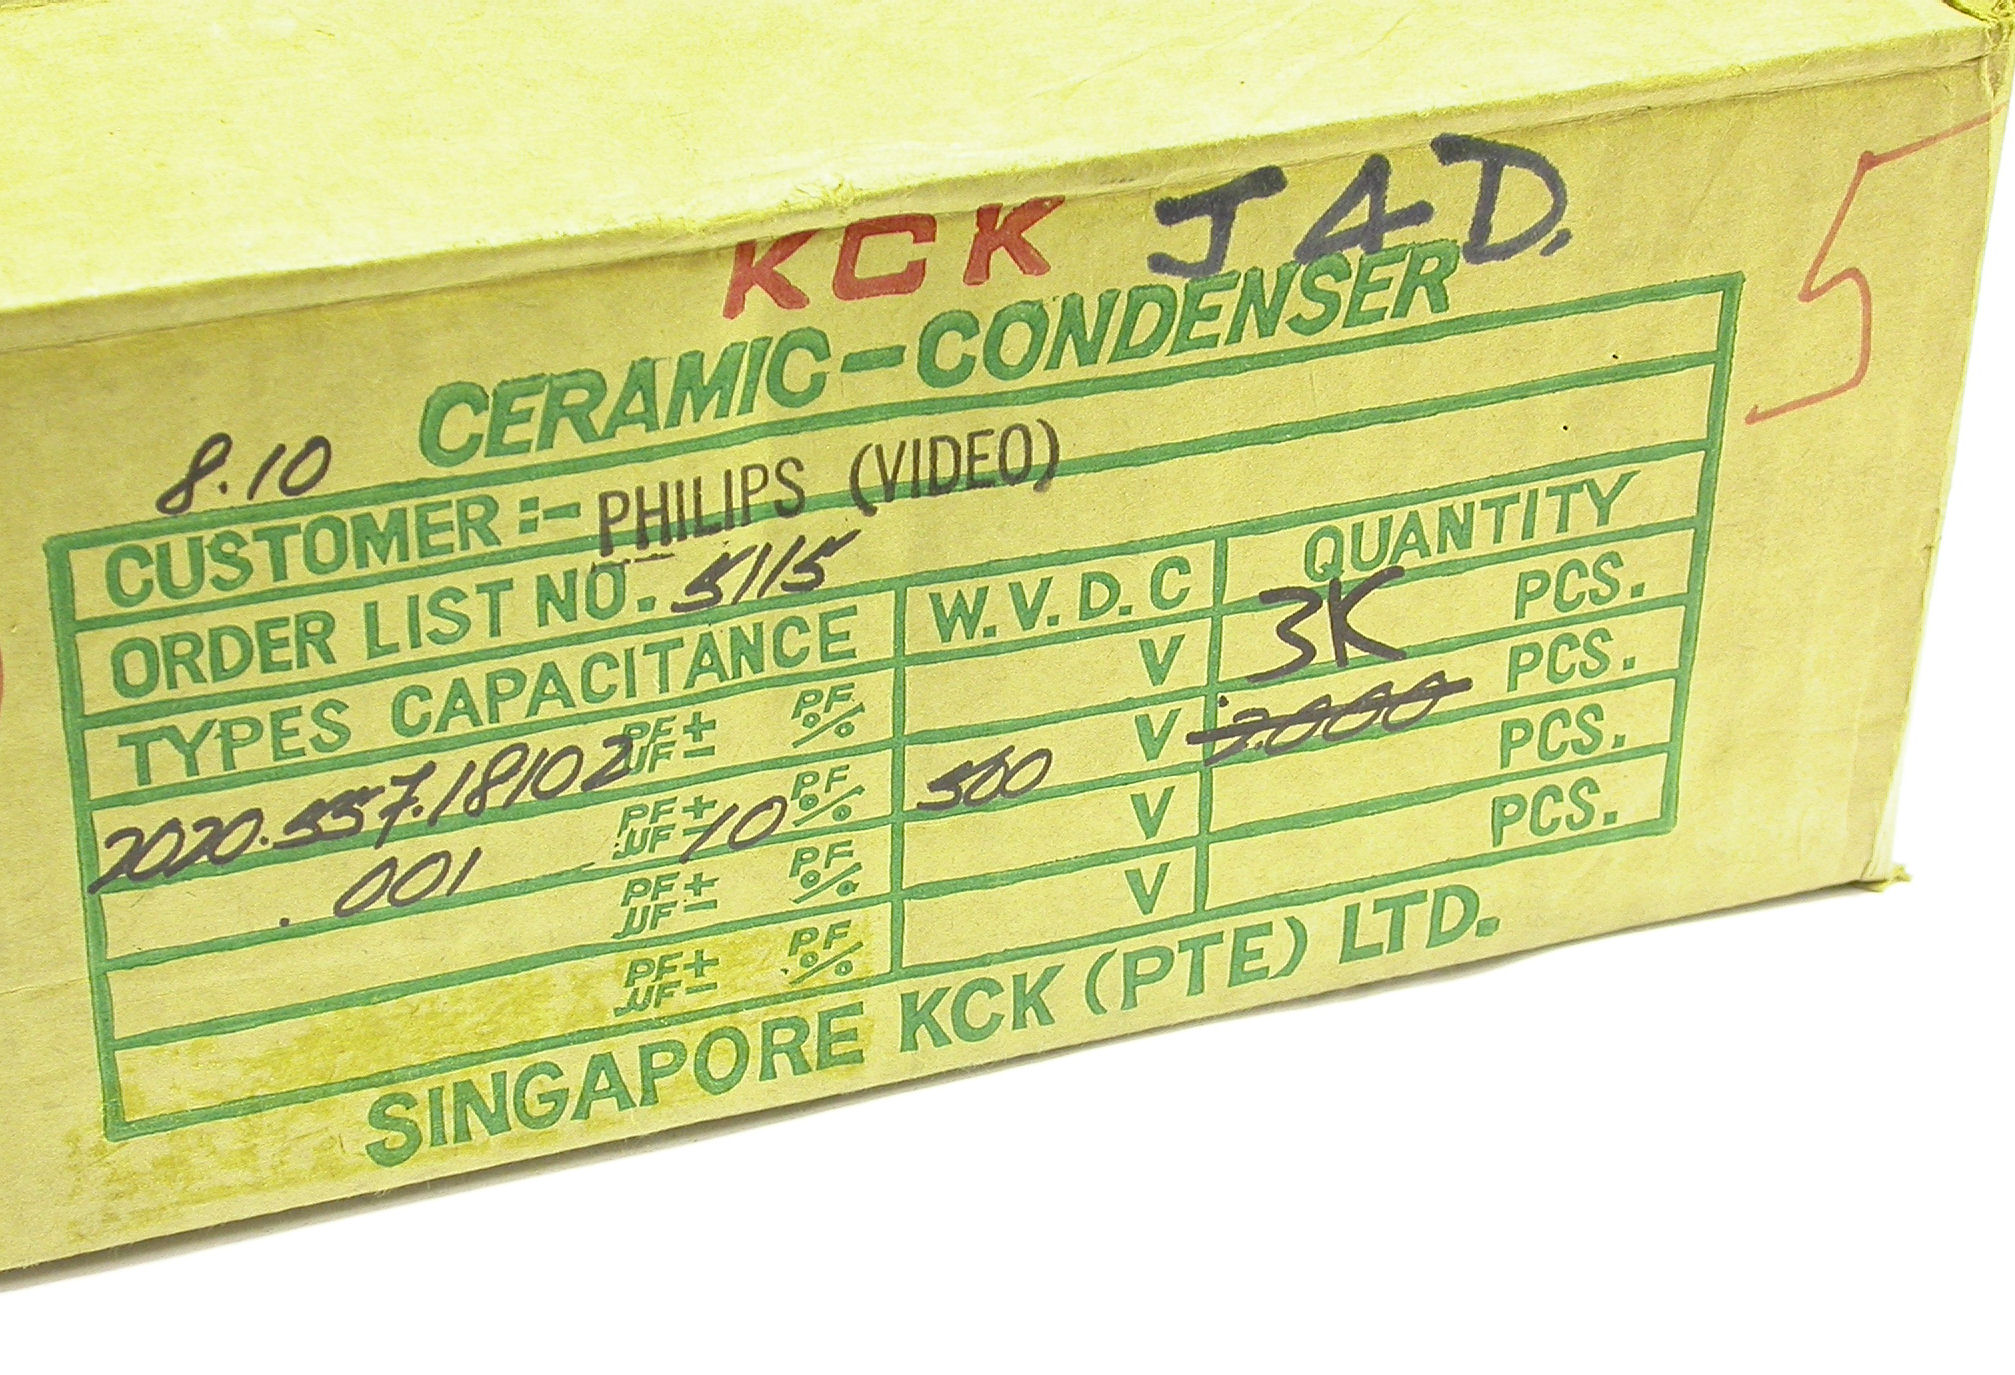 KCK J A D.
5
CERAMIC-CONDENSER
8.10
CUSTOMER :- PHILIPS (VIDEO)
ORDER LIST NO. 5115
TYPES CAPACITANCE W.V.D.C QUANTITY
2020.557.18102 PF UF ± PF % V 3K PCS.
.001 PF UF ± 10 PF % 500 V PCS.
PF UF ± PF % V PCS.
PF UF ± PF % V PCS.
SINGAPORE KCK (PTE) LTD.